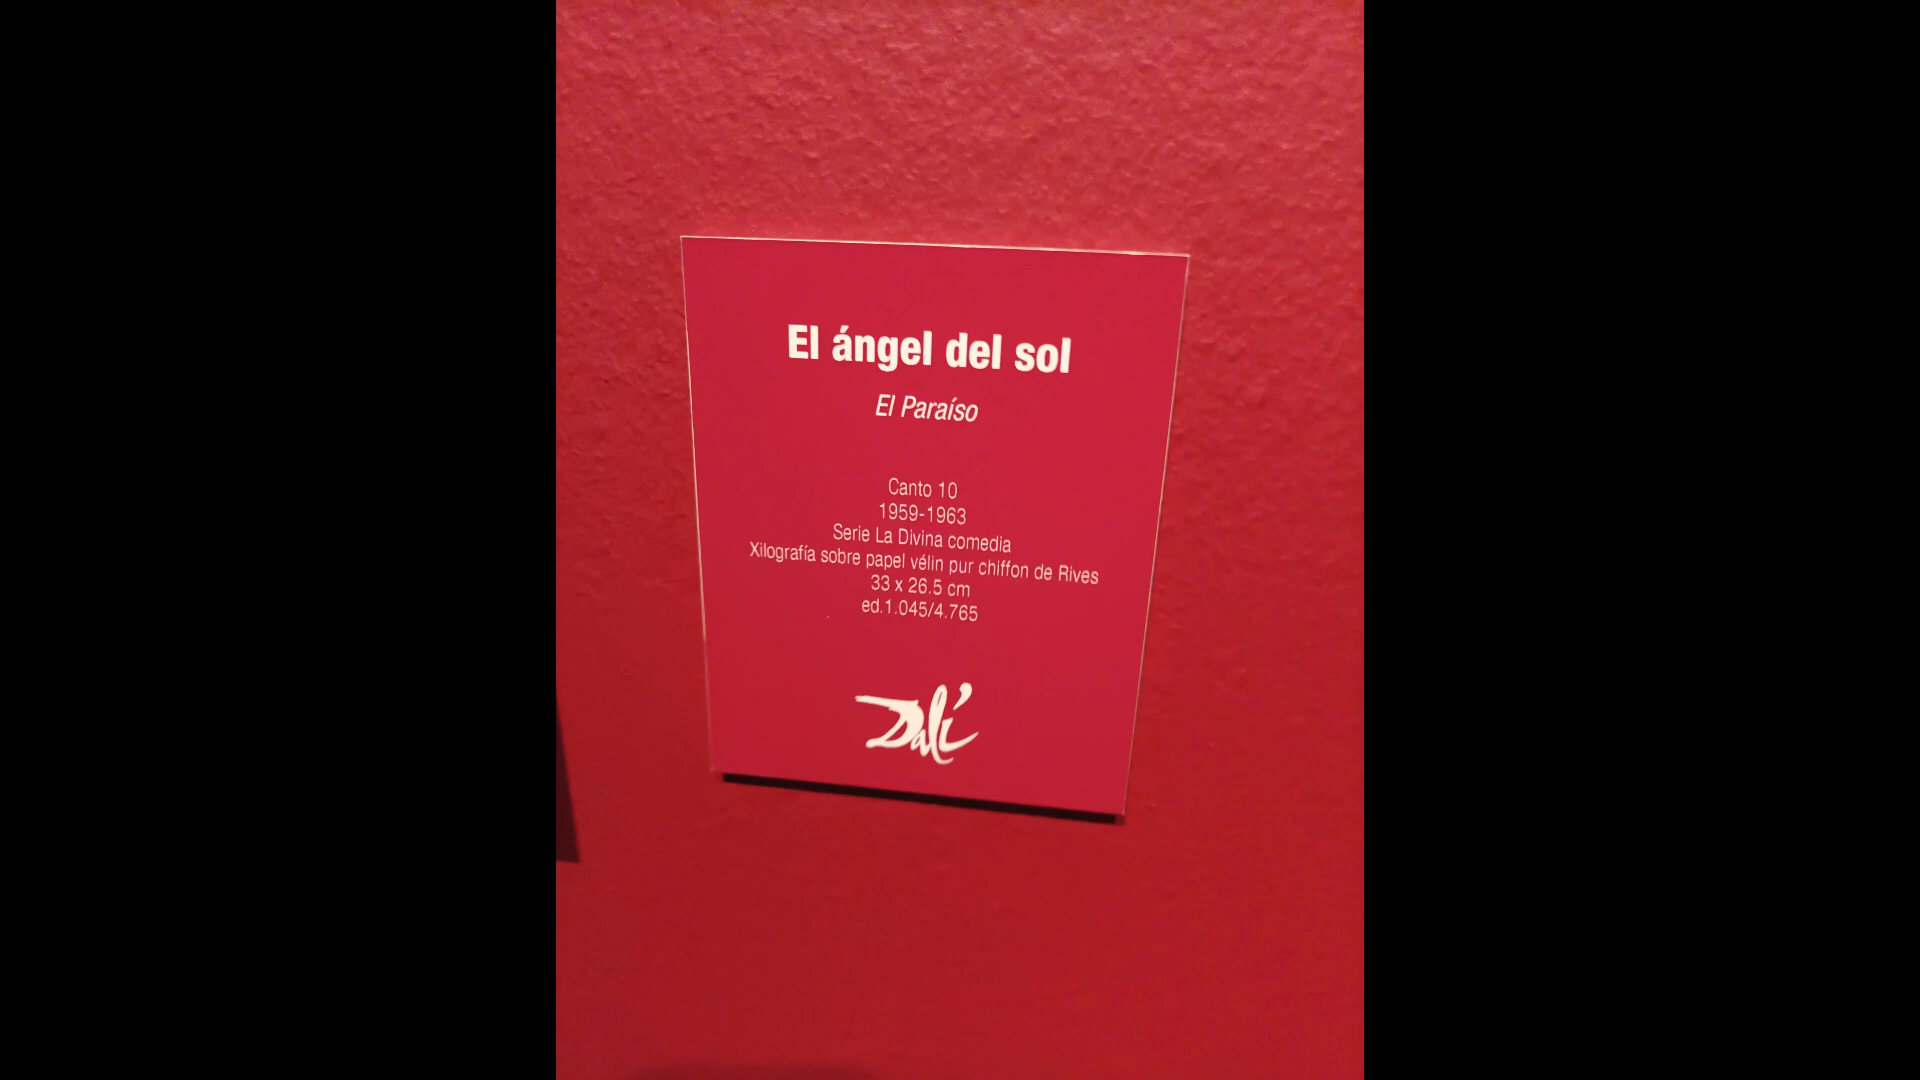 El ángel del sol
El Paraíso
Canto 10
1959-1963
Serie La Divina comedia
Xilografía sobre papel vélin pur chiffon de Rives
33 x 26.5 cm
ed.1.045/4.765
Dalí